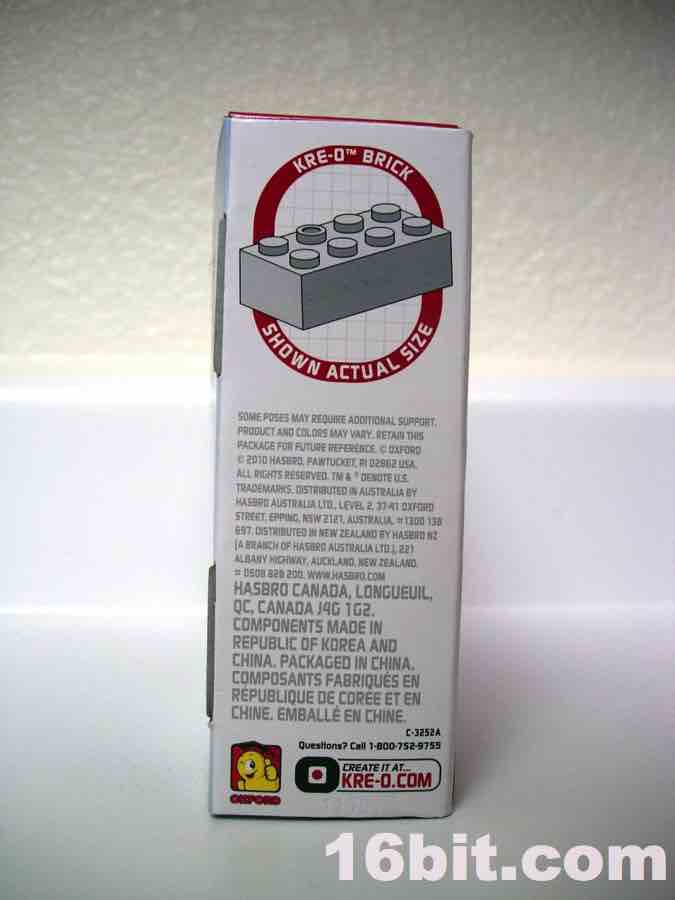 KRE-O™ BRICK
SHOWN ACTUAL SIZE
SOME POSES MAY REQUIRE ADDITIONAL SUPPORT.
PRODUCT AND COLORS MAY VARY. RETAIN THIS
PACKAGE FOR FUTURE REFERENCE. © OXFORD
© 2010 HASBRO, PAWTUCKET, RI 02862 USA.
ALL RIGHTS RESERVED. TM & ® DENOTE U.S.
TRADEMARKS. DISTRIBUTED IN AUSTRALIA BY
HASBRO AUSTRALIA LTD., LEVEL 2, 37-41 OXFORD
STREET, EPPING, NSW 2121, AUSTRALIA, ☎1300 138
697. DISTRIBUTED IN NEW ZEALAND BY HASBRO NZ
(A BRANCH OF HASBRO AUSTRALIA LTD.), 221
ALBANY HIGHWAY, AUCKLAND, NEW ZEALAND.
☎ 0508 828 200. WWW.HASBRO.COM
HASBRO CANADA, LONGUEUIL,
QC, CANADA J4G 1G2.
COMPONENTS MADE IN
REPUBLIC OF KOREA AND
CHINA. PACKAGED IN CHINA.
COMPOSANTS FABRIQUÉS EN
RÉPUBLIQUE DE CORÉE ET EN
CHINE. EMBALLÉ EN CHINE.
C-3252A
Questions? Call 1-800-752-9755
OXFORD
CREATE IT AT...
KRE-O.COM
16bit.com